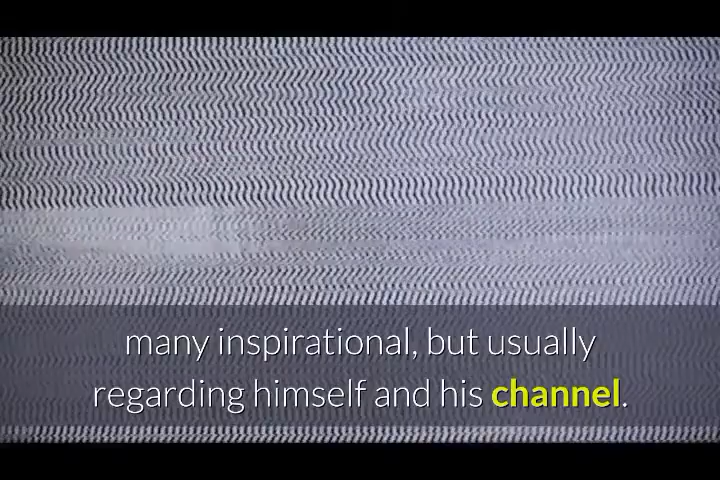 many inspirational, but usually
regarding himself and his channel.